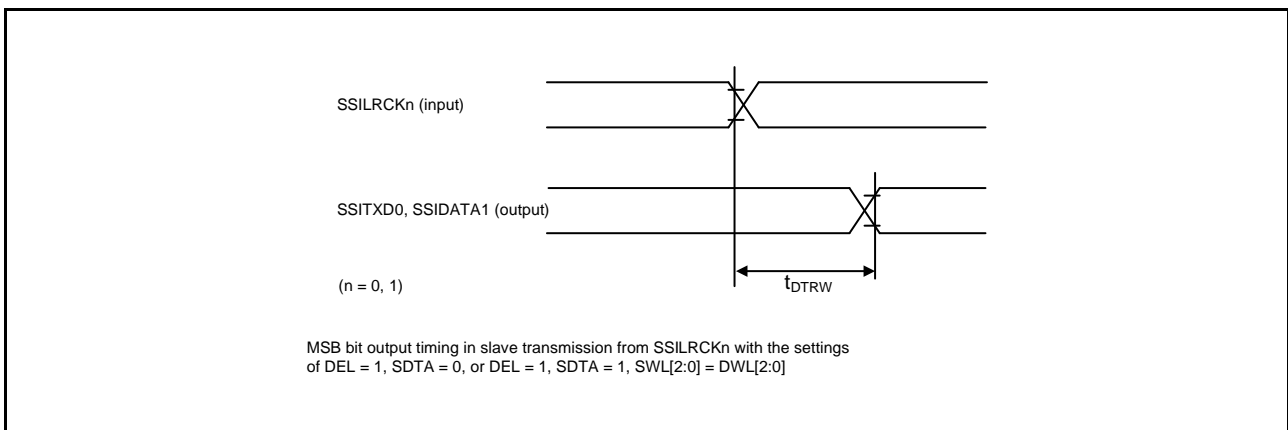 SSILRCKn (input)
SSITXD0, SSIDATA1 (output)
tDTRW
(n = 0, 1)
MSB bit output timing in slave transmission from SSILRCKn with the settings
of DEL = 1, SDTA = 0, or DEL = 1, SDTA = 1, SWL[2:0] = DWL[2:0]